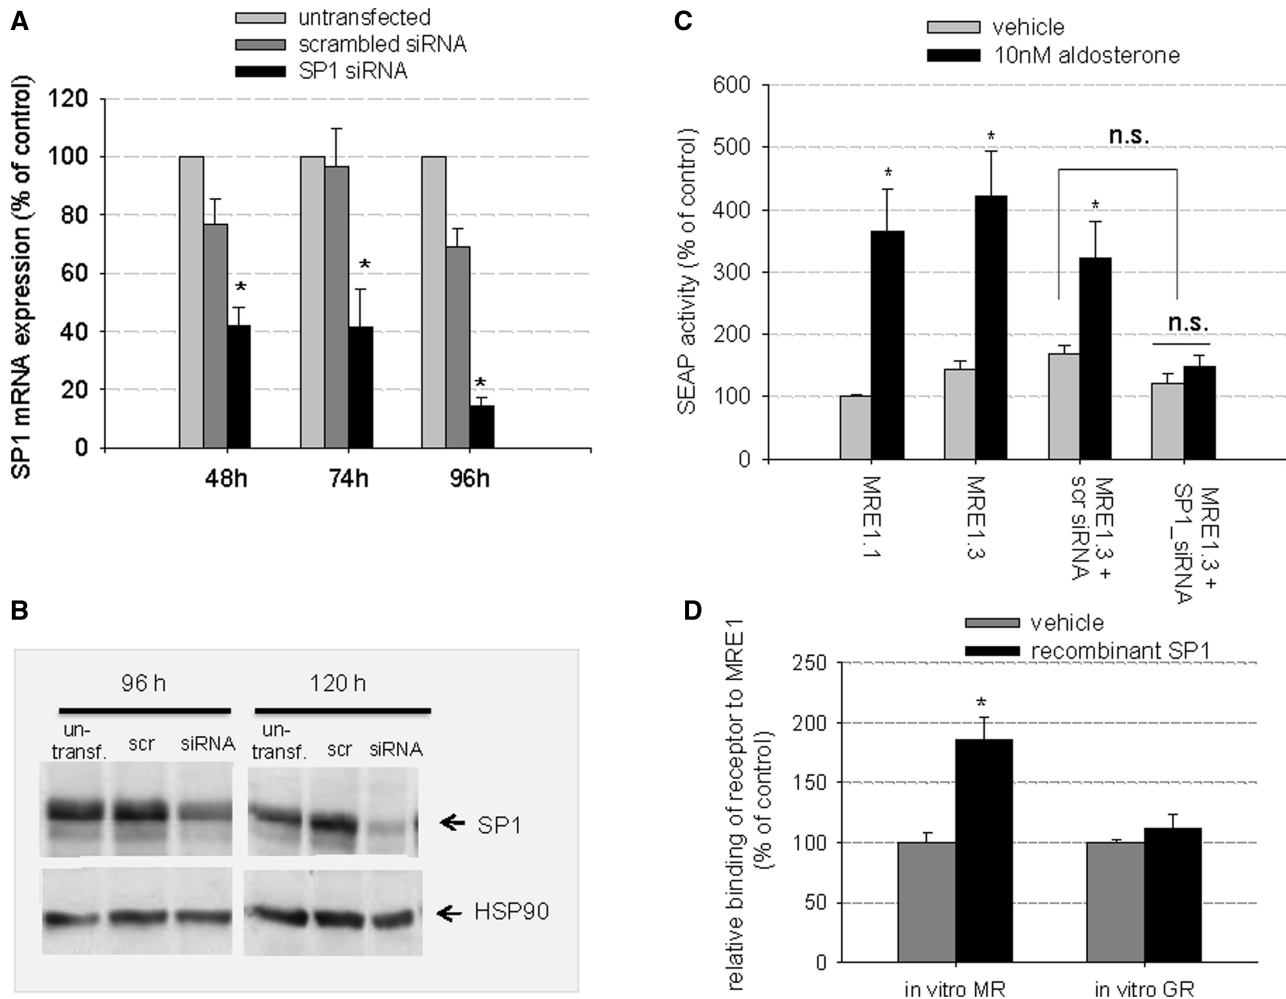 A
untransfected
scrambled siRNA
SP1 siRNA
SP1 mRNA expression (% of control)
120
100
80
60
40
20
0
*
*
*
48h
74h
96h
B
96 h
120 h
un-
transf.
scr
siRNA
un-
transf.
scr
siRNA
SP1
HSP90
C
vehicle
10nM aldosterone
SEAP activity (% of control)
600
500
400
300
200
100
0
*
*
*
n.s.
n.s.
MRE1.1
MRE1.3
MRE1.3 +
scr siRNA
MRE1.3 +
SP1_siRNA
D
vehicle
recombinant SP1
relative binding of receptor to MRE1
(% of control)
250
200
150
100
50
0
*
in vitro MR
in vitro GR